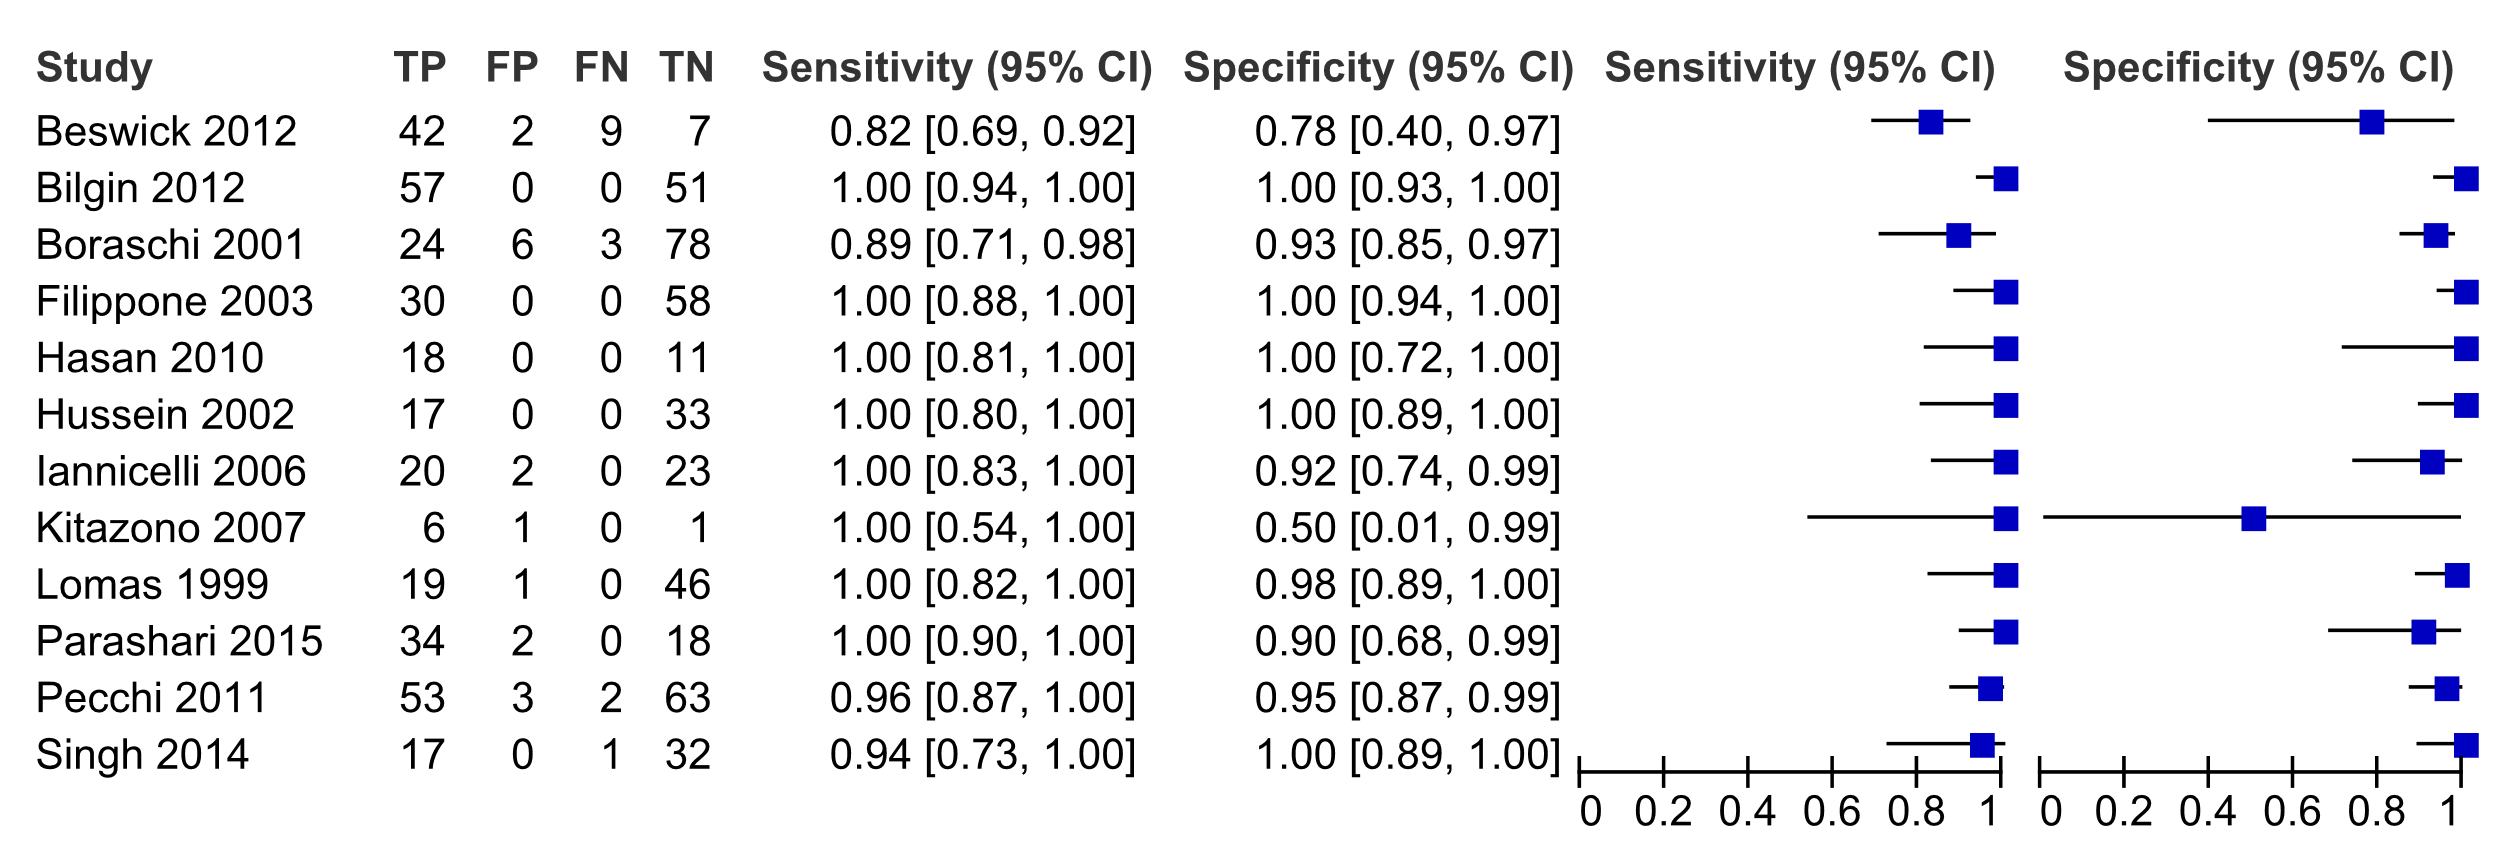 Study TP FP FN TN Sensitivity (95% CI) Specificity (95% CI) Sensitivity (95% CI) Specificity (95% CI)
Beswick 2012 42 2 9 7 0.82 [0.69, 0.92] 0.78 [0.40, 0.97]
Bilgin 2012 57 0 0 51 1.00 [0.94, 1.00] 1.00 [0.93, 1.00]
Boraschi 2001 24 6 3 78 0.89 [0.71, 0.98] 0.93 [0.85, 0.97]
Filippone 2003 30 0 0 58 1.00 [0.88, 1.00] 1.00 [0.94, 1.00]
Hasan 2010 18 0 0 11 1.00 [0.81, 1.00] 1.00 [0.72, 1.00]
Hussein 2002 17 0 0 33 1.00 [0.80, 1.00] 1.00 [0.89, 1.00]
Iannicelli 2006 20 2 0 23 1.00 [0.83, 1.00] 0.92 [0.74, 0.99]
Kitazono 2007 6 1 0 1 1.00 [0.54, 1.00] 0.50 [0.01, 0.99]
Lomas 1999 19 1 0 46 1.00 [0.82, 1.00] 0.98 [0.89, 1.00]
Parashari 2015 34 2 0 18 1.00 [0.90, 1.00] 0.90 [0.68, 0.99]
Pecchi 2011 53 3 2 63 0.96 [0.87, 1.00] 0.95 [0.87, 0.99]
Singh 2014 17 0 1 32 0.94 [0.73, 1.00] 1.00 [0.89, 1.00]
0 0.2 0.4 0.6 0.8 1 0 0.2 0.4 0.6 0.8 1